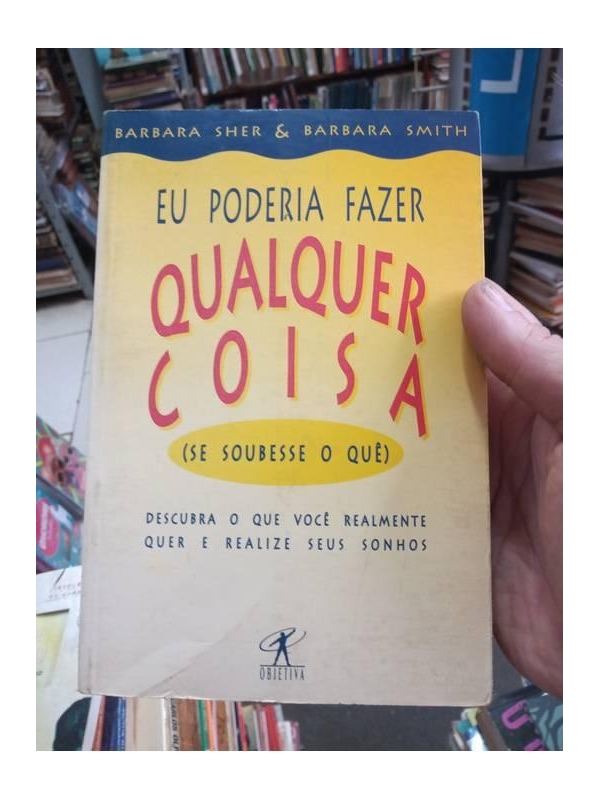 BARBARA SHER & BARBARA SMITH
EU PODERIA FAZER
QUALQUER
COISA
(SE SOUBESSE O QUÊ)
DESCUBRA O QUE VOCÊ REALMENTE
QUER E REALIZE SEUS SONHOS
OBJETIVA